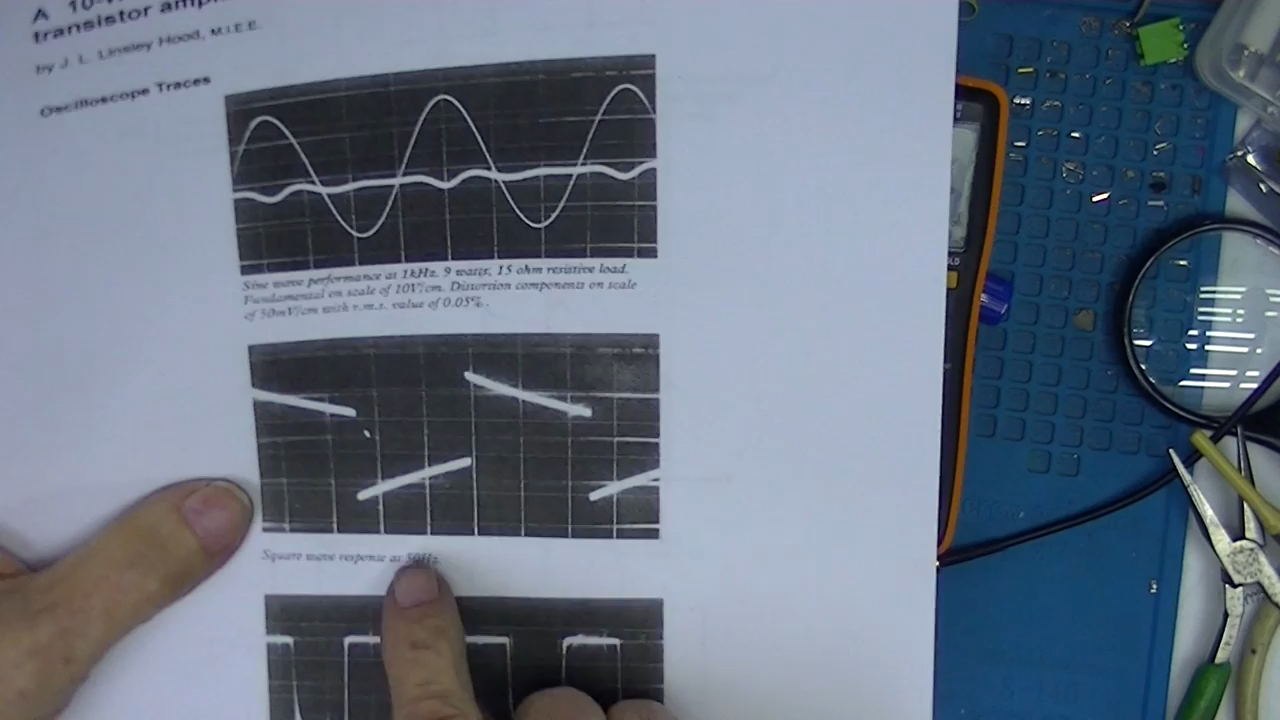 A 10-
transistor ampl
by J. L. Linsley Hood, M.I.E.E.
Oscilloscope Traces
Sine wave performance at 1kHz. 9 watts, 15 ohm resistive load.
Fundamental on scale of 10V/cm. Distortion components on scale
of 50mV/cm with r.m.s. value of 0.05%.
Square wave response at 50Hz